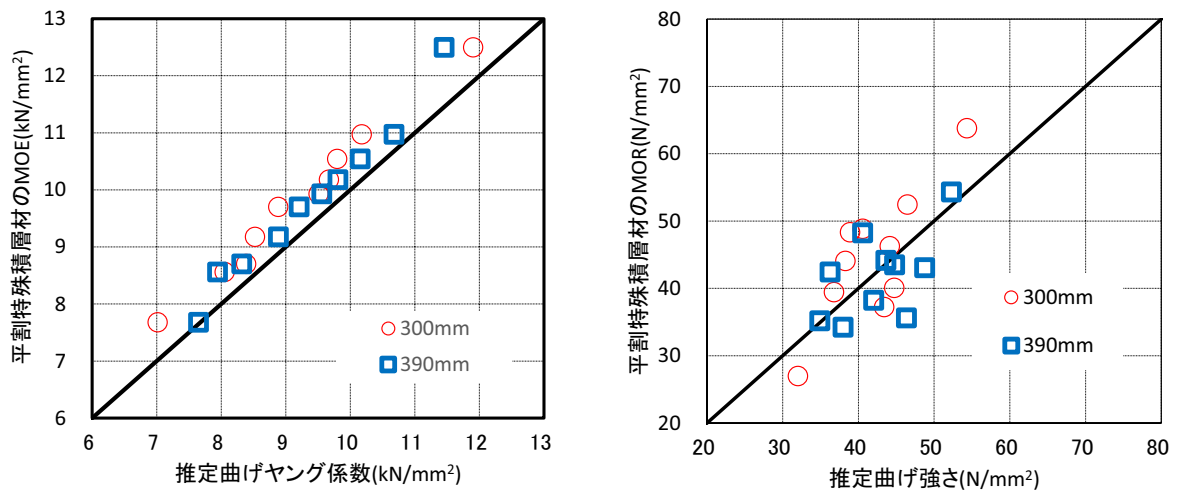 平割特殊積層材のMOE(kN/mm²)
13
12
11
10
9
8
7
6
300mm
390mm
6 7 8 9 10 11 12 13
推定曲げヤング係数(kN/mm²)
平割特殊積層材のMOR(N/mm²)
80
70
60
50
40
30
20
300mm
390mm
20 30 40 50 60 70 80
推定曲げ強さ(N/mm²)